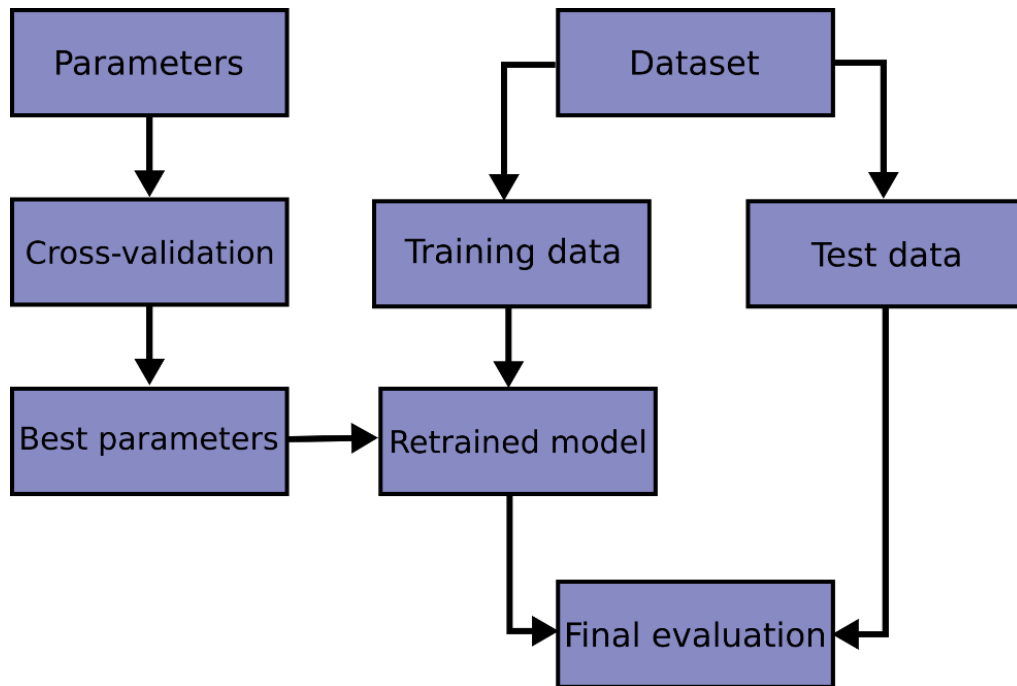 Parameters
Dataset
Cross-validation
Training data
Test data
Best parameters
Retrained model
Final evaluation